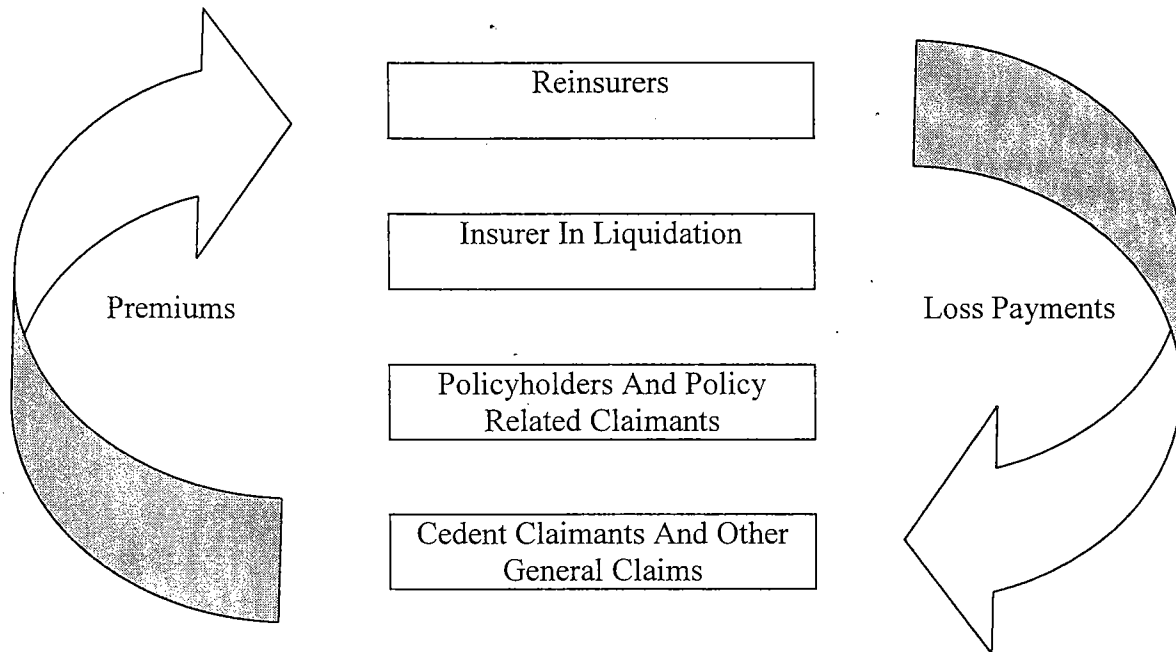 Reinsurers
Insurer In Liquidation
Premiums
Loss Payments
Policyholders And Policy
Related Claimants
Cedent Claimants And Other
General Claims